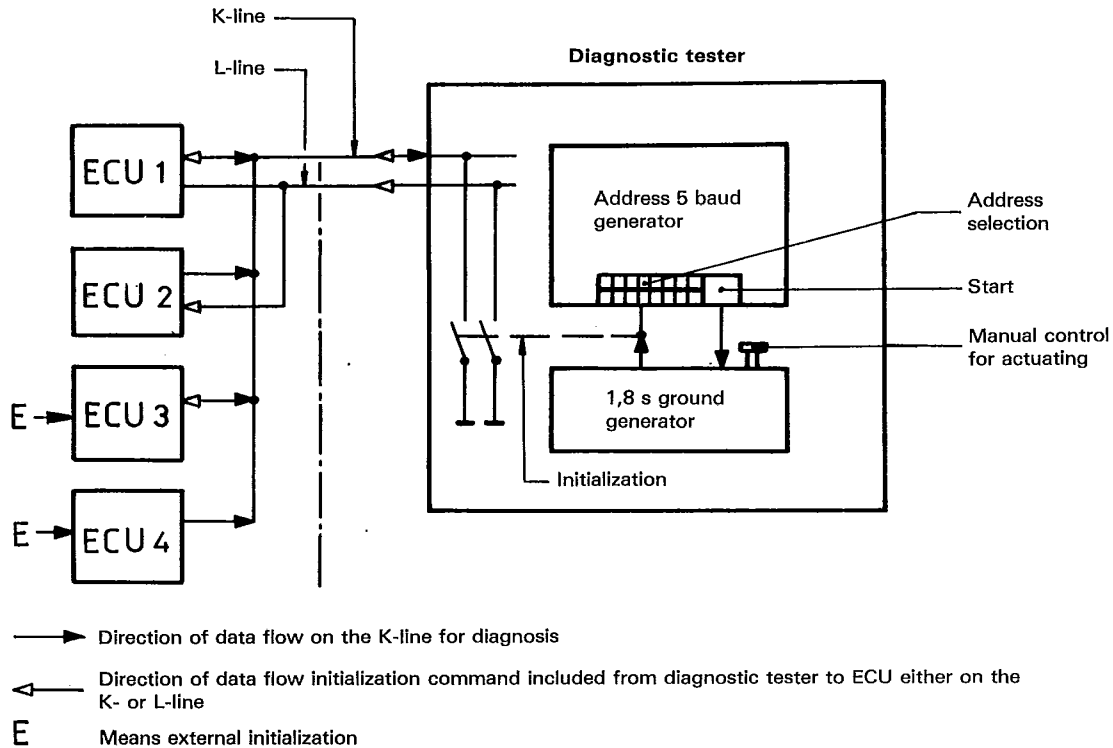 K-line
L-line
Diagnostic tester
ECU 1
ECU 2
ECU 3
ECU 4
E
E
Address 5 baud
generator
Address
selection
Start
Manual control
for actuating
1,8 s ground
generator
Initialization
Direction of data flow on the K-line for diagnosis
Direction of data flow initialization command included from diagnostic tester to ECU either on the
K- or L-line
E Means external initialization